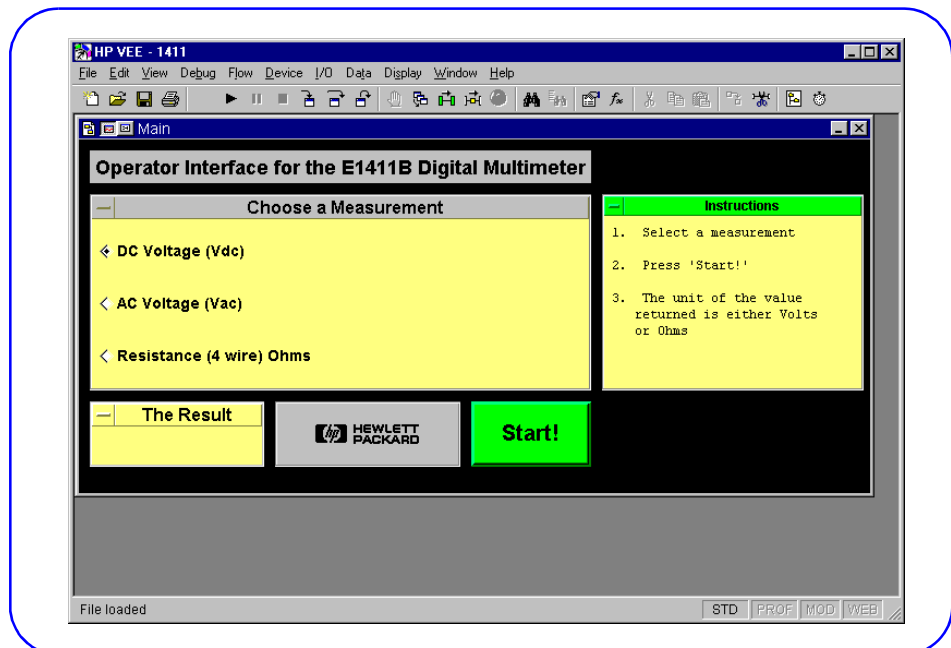 HP VEE - 1411
File Edit View Debug Flow Device I/O Data Display Window Help
Main
Operator Interface for the E1411B Digital Multimeter
Choose a Measurement
DC Voltage (Vdc)
AC Voltage (Vac)
Resistance (4 wire) Ohms
Instructions
1. Select a measurement
2. Press 'Start!'
3. The unit of the value
returned is either Volts
or Ohms
The Result
hp HEWLETT
PACKARD
Start!
File loaded
STD PROF MOD WEB